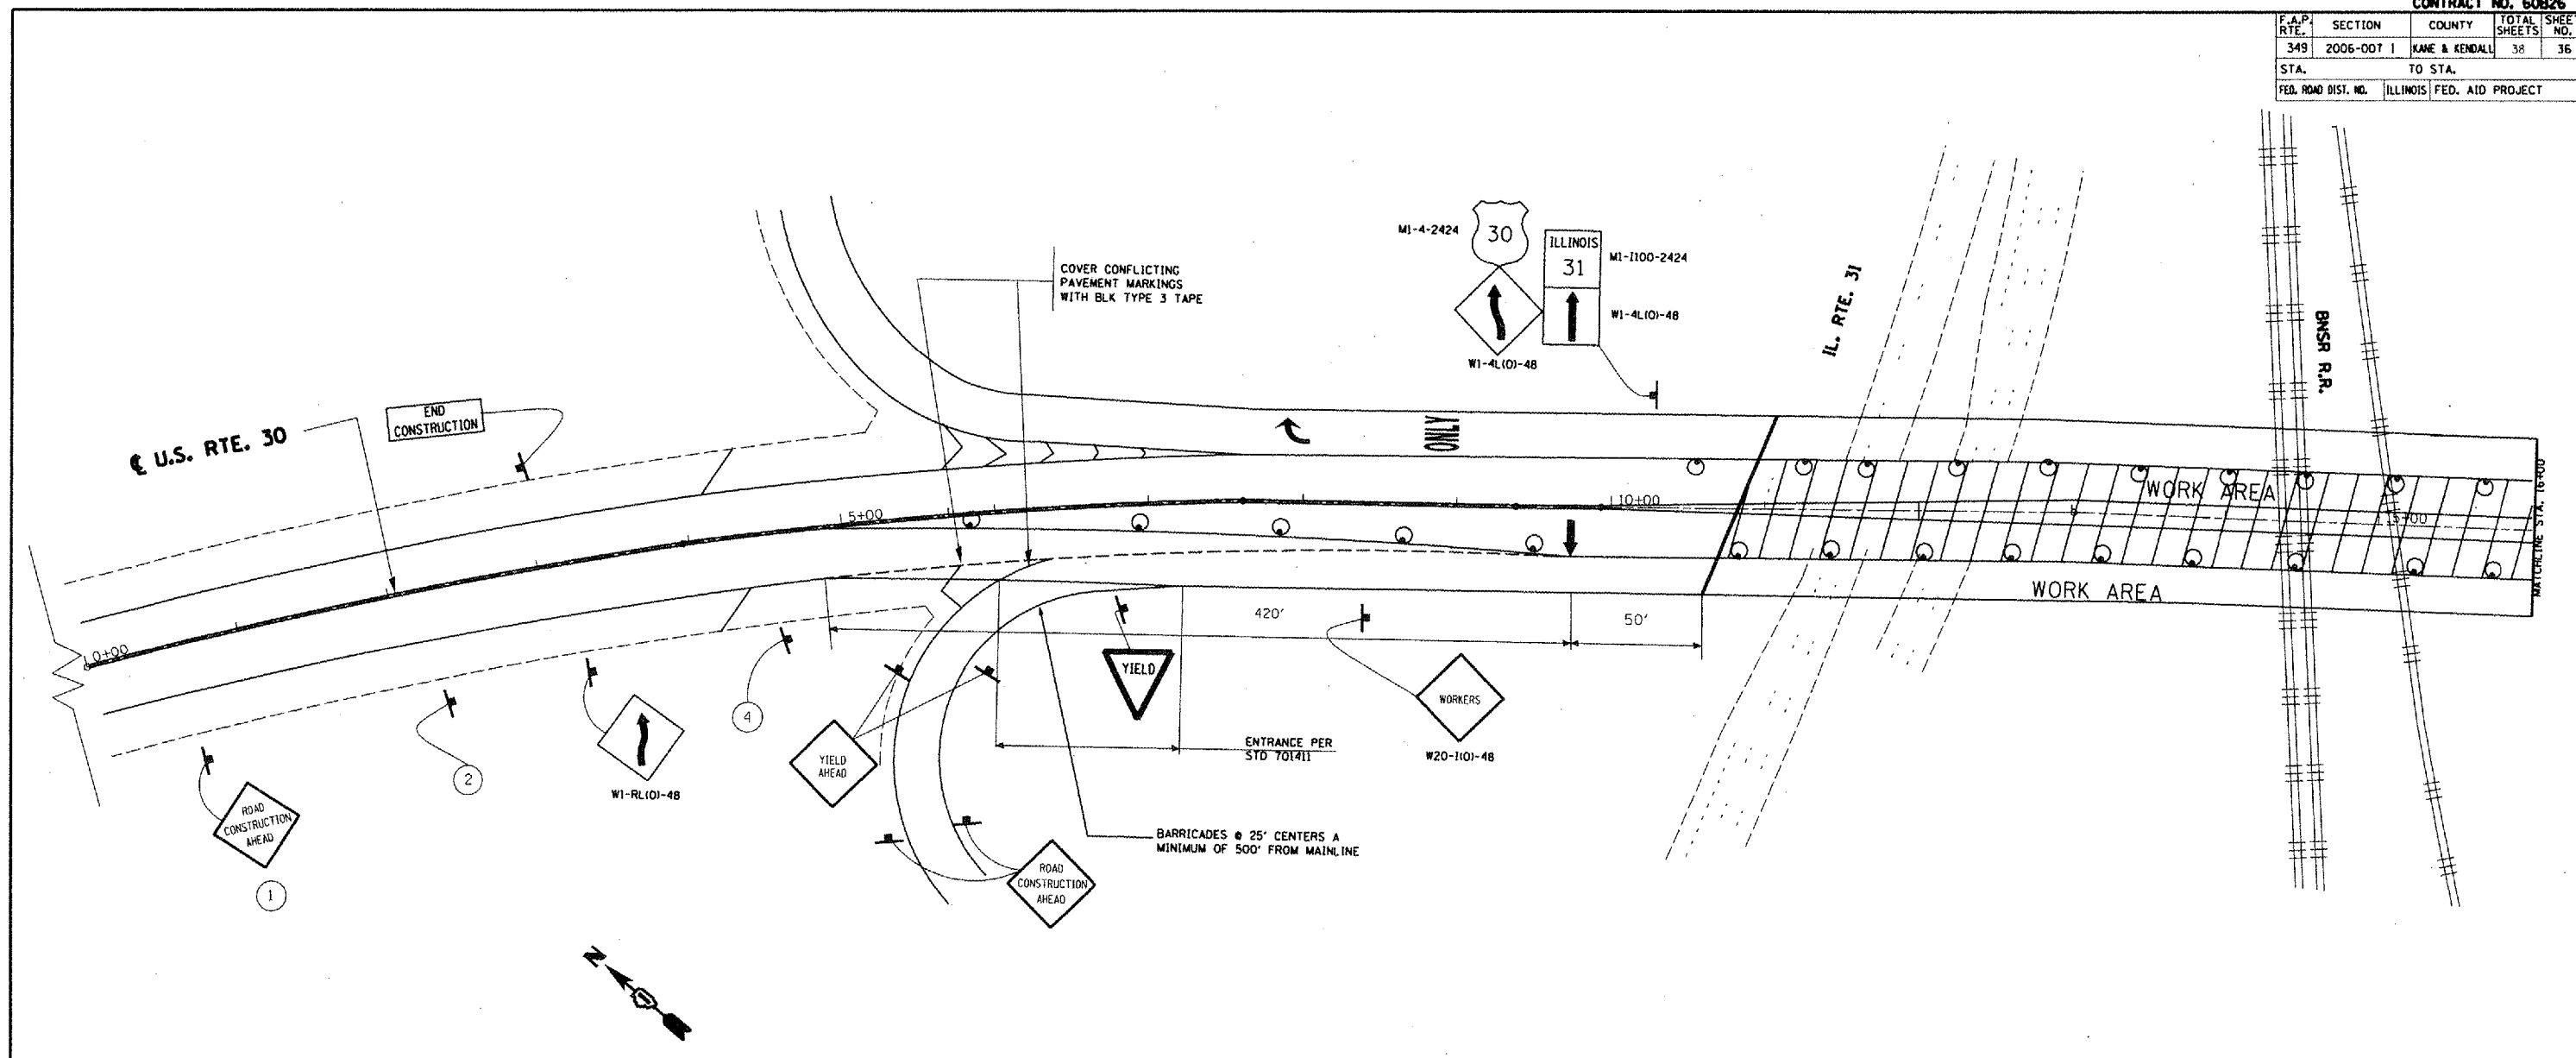 CONTRACT NO. 60B26
F.A.P. RTE. SECTION COUNTY TOTAL SHEETS SHEET NO.
349 2006-007 I KANE & KENDALL 38 36
STA. TO STA.
FED. ROAD DIST. NO. ILLINOIS FED. AID PROJECT
M1-4-2424
30
ILLINOIS
31
M1-I100-2424
W1-4L(O)-48
W1-4L(O)-48
COVER CONFLICTING
PAVEMENT MARKINGS
WITH BLK TYPE 3 TAPE
IL. RTE. 31
BNSR R.R.
END
CONSTRUCTION
℄ U.S. RTE. 30
ONLY
0+00
5+00
10+00
15+00
WORK AREA
WORK AREA
MATCHLINE STA. 16+00
420'
50'
YIELD
WORKERS
W20-1(O)-48
ENTRANCE PER
STD 701411
YIELD
AHEAD
W1-RL(O)-48
4
2
ROAD
CONSTRUCTION
AHEAD
1
BARRICADES @ 25' CENTERS A
MINIMUM OF 500' FROM MAINLINE
ROAD
CONSTRUCTION
AHEAD
N